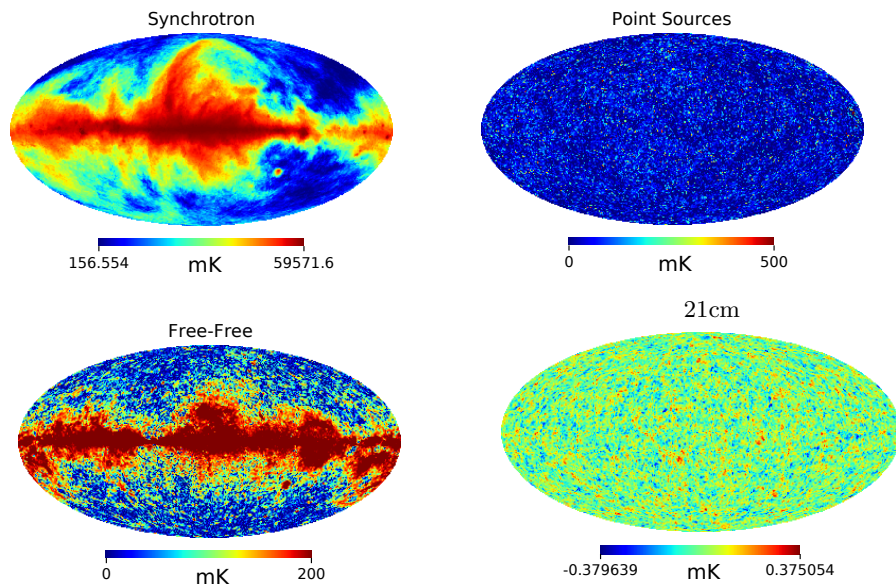 Synchrotron
156.554 mK 59571.6
Point Sources
0 mK 500
Free-Free
0 mK 200
21cm
-0.379639 mK 0.375054